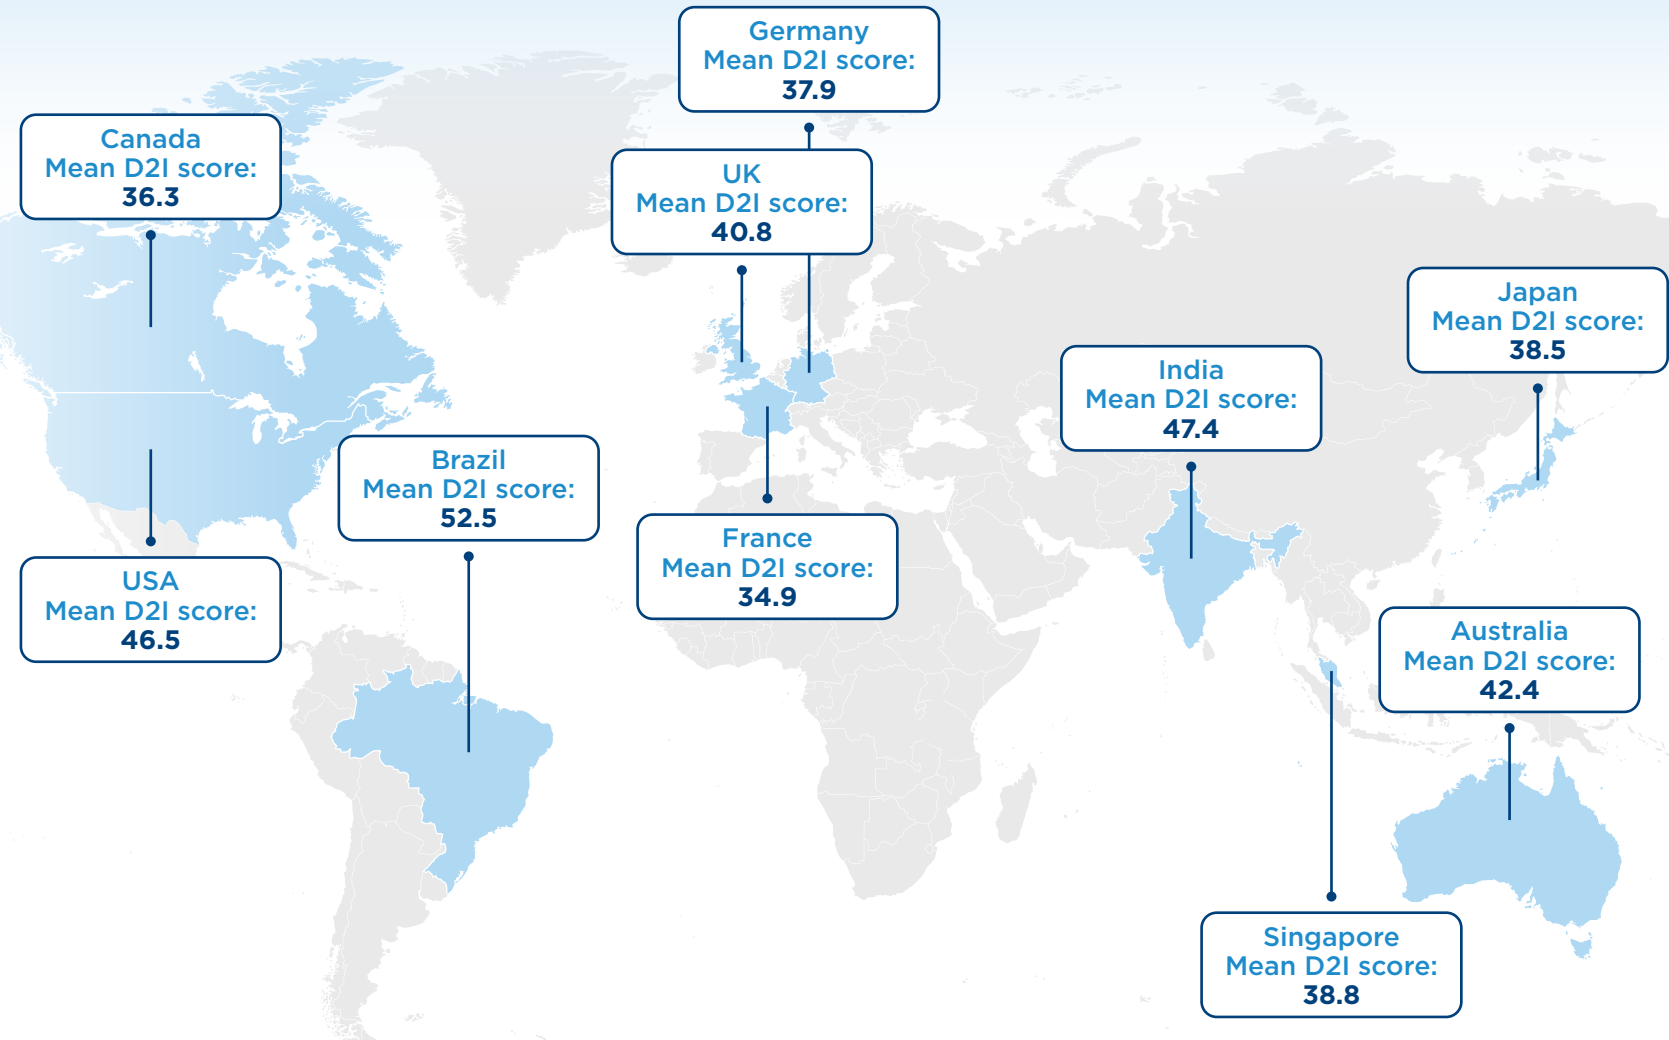 Germany
Mean D2I score:
37.9
Canada
Mean D2I score:
36.3
UK
Mean D2I score:
40.8
Japan
Mean D2I score:
38.5
India
Mean D2I score:
47.4
Brazil
Mean D2I score:
52.5
France
Mean D2I score:
34.9
USA
Mean D2I score:
46.5
Australia
Mean D2I score:
42.4
Singapore
Mean D2I score:
38.8